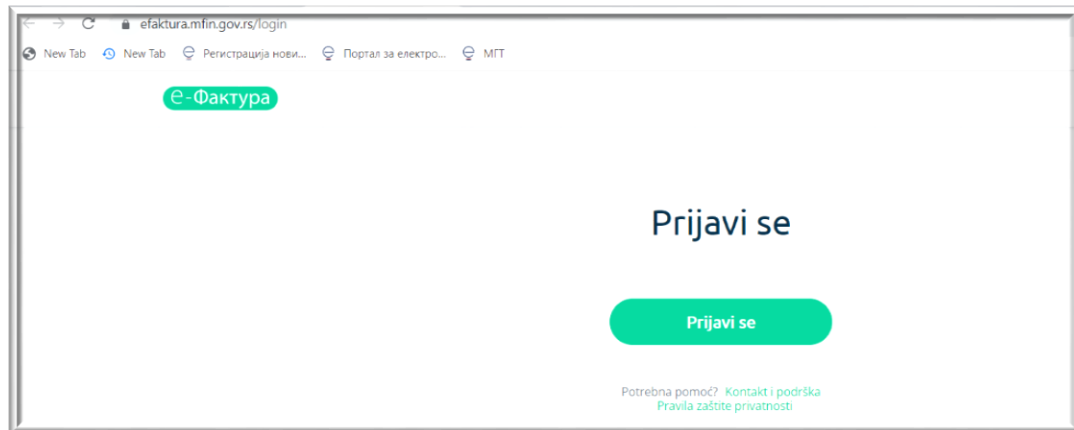 efaktura.mfin.gov.rs/login
New Tab New Tab Регистрација нови... Портал за електро... МГТ
е-Фактура
Prijavi se
Prijavi se
Potrebna pomoć? Kontakt i podrška
Pravila zaštite privatnosti